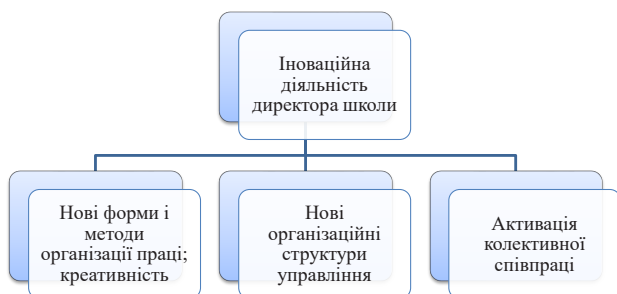 Іноваційна
діяльність
директора школи
Нові форми і
методи
організації праці;
креативність
Нові
організаційні
структури
управління
Активація
колективної
співпраці